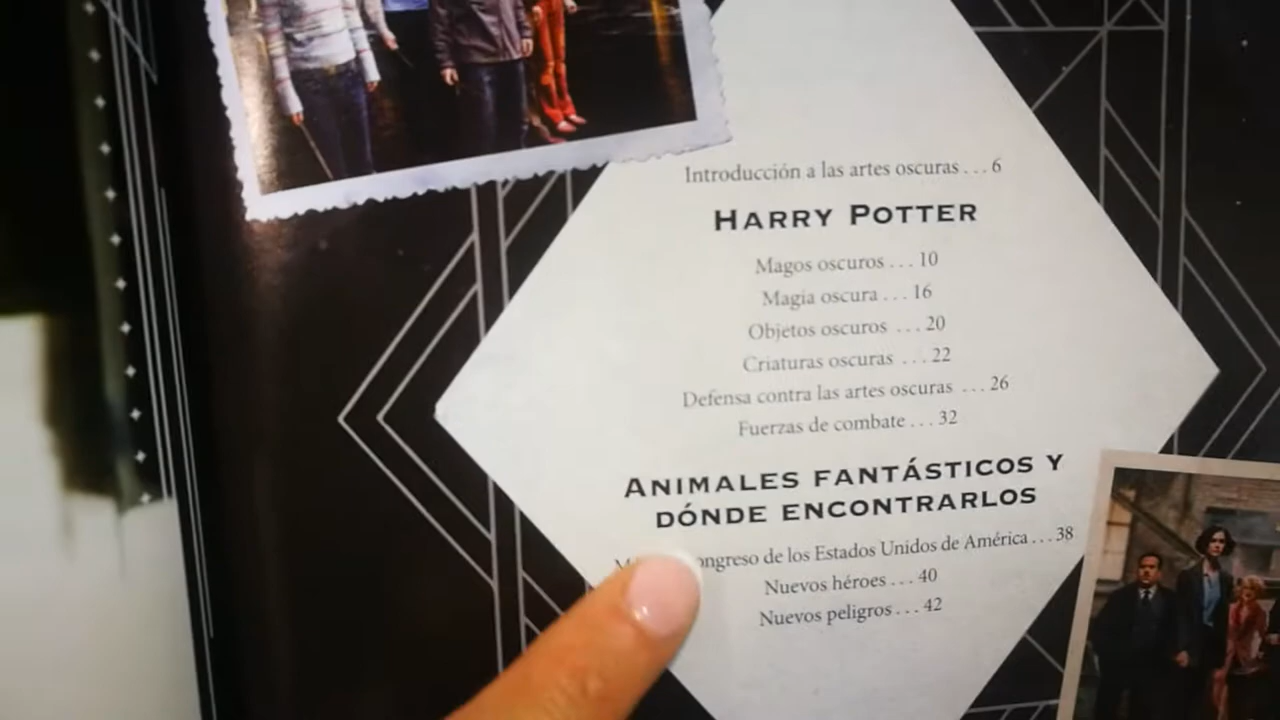 Introducción a las artes oscuras . . . 6
HARRY POTTER
Magos oscuros . . . 10
Magia oscura . . . 16
Objetos oscuros . . . 20
Criaturas oscuras . . . 22
Defensa contra las artes oscuras . . . 26
Fuerzas de combate . . . 32
ANIMALES FANTÁSTICOS Y
DÓNDE ENCONTRARLOS
de los Estados Unidos de América . . . 38
Nuevos héroes . . . 40
Nuevos peligros . . . 42